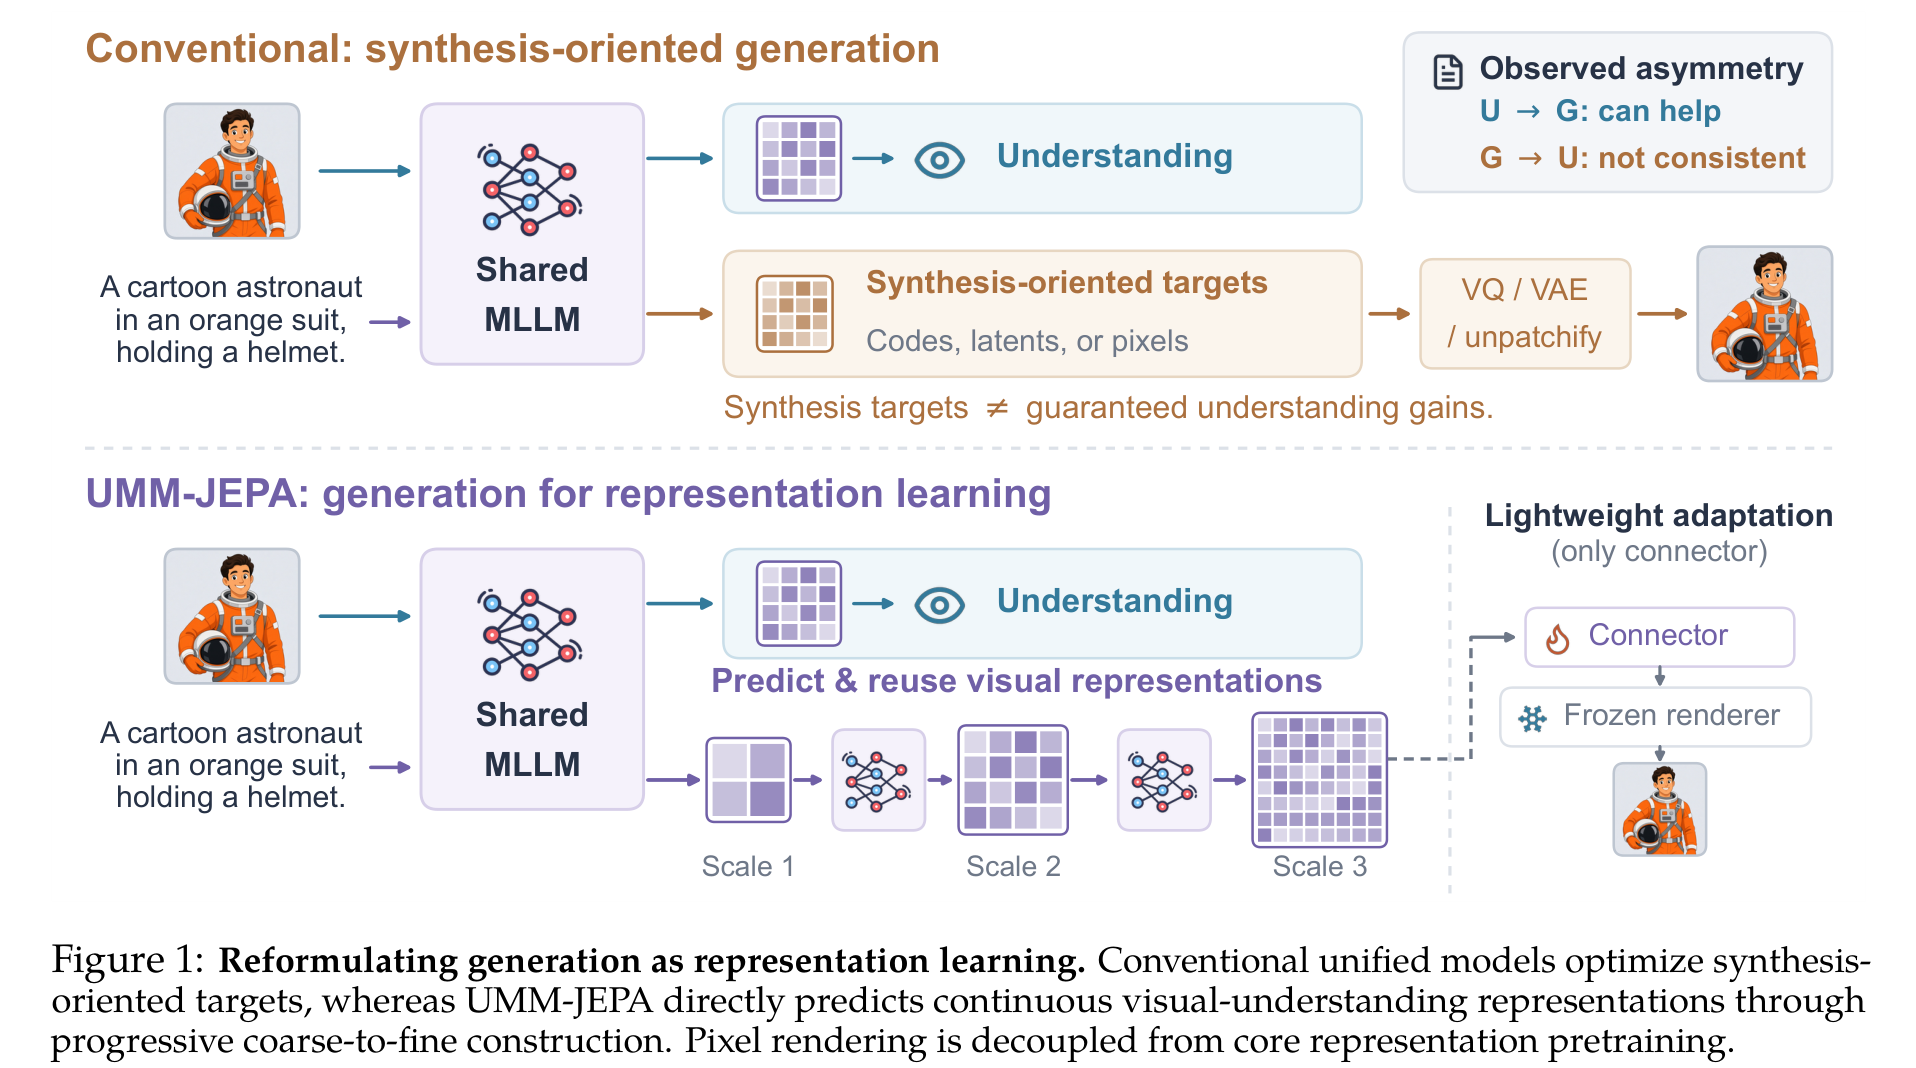 Conventional: synthesis-oriented generation
Observed asymmetry
U → G: can help
G → U: not consistent
A cartoon astronaut
in an orange suit,
holding a helmet.
Shared
MLLM
Understanding
Synthesis-oriented targets
Codes, latents, or pixels
VQ / VAE
/ unpatchify
Synthesis targets ≠ guaranteed understanding gains.
UMM-JEPA: generation for representation learning
A cartoon astronaut
in an orange suit,
holding a helmet.
Shared
MLLM
Understanding
Predict & reuse visual representations
Scale 1
Scale 2
Scale 3
Lightweight adaptation
(only connector)
Connector
Frozen renderer
Figure 1: Reformulating generation as representation learning. Conventional unified models optimize synthesis-
oriented targets, whereas UMM-JEPA directly predicts continuous visual-understanding representations through
progressive coarse-to-fine construction. Pixel rendering is decoupled from core representation pretraining.